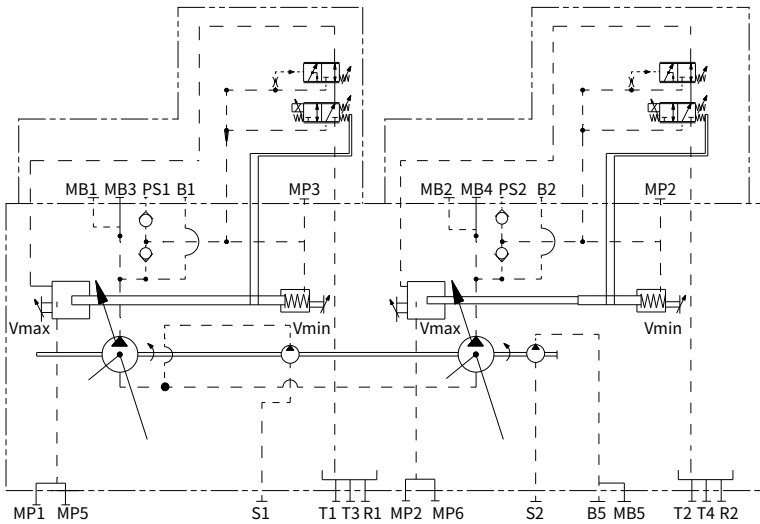 MB1 MB3 PS1 B1 MP3 MB2 MB4 PS2 B2 MP2
Vmax Vmin Vmax Vmin
MP1 MP5 S1 T1 T3 R1 MP2 MP6 S2 B5 MB5 T2 T4 R2